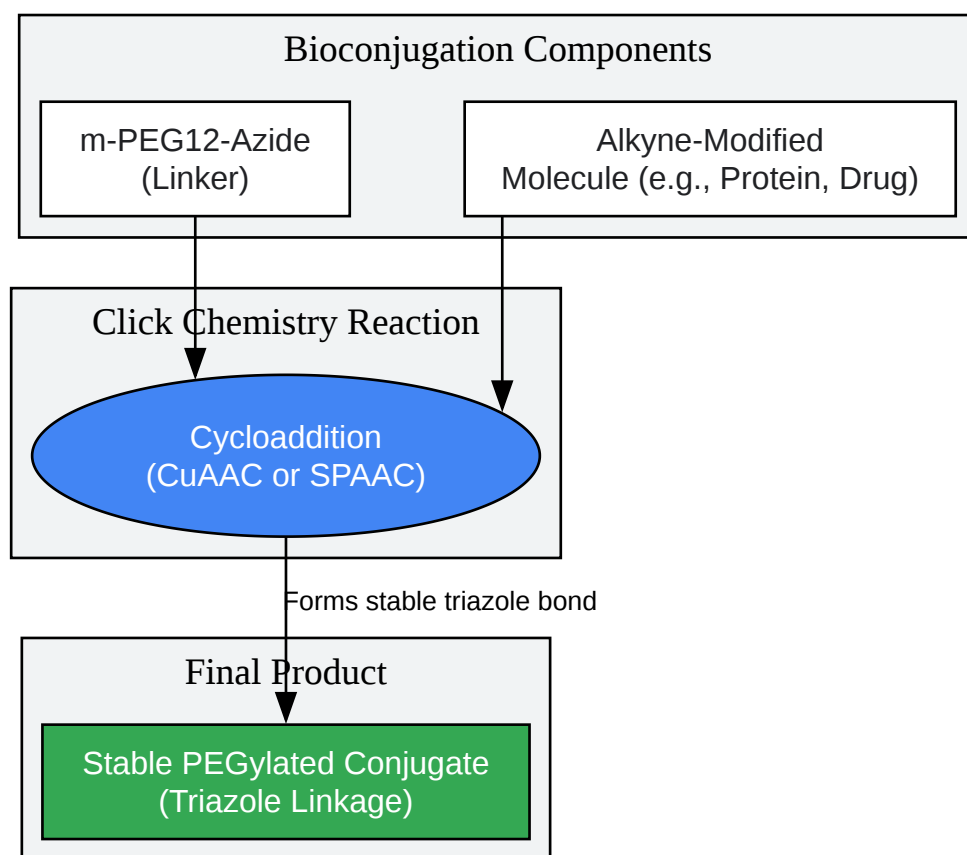 Bioconjugation Components
m-PEG12-Azide
(Linker)
Alkyne-Modified
Molecule (e.g., Protein, Drug)
Click Chemistry Reaction
Cycloaddition
(CuAAC or SPAAC)
Forms stable triazole bond
Final Product
Stable PEGylated Conjugate
(Triazole Linkage)